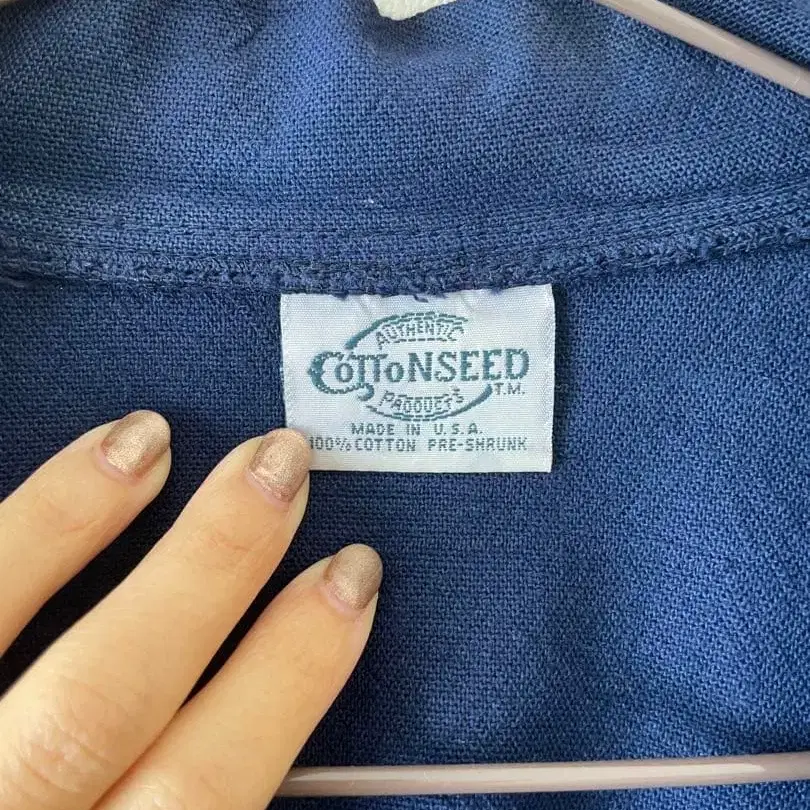 AUTHENTIC
COTTONSEED
T.M.
PRODUCTS
MADE IN U.S.A.
100% COTTON PRE-SHRUNK